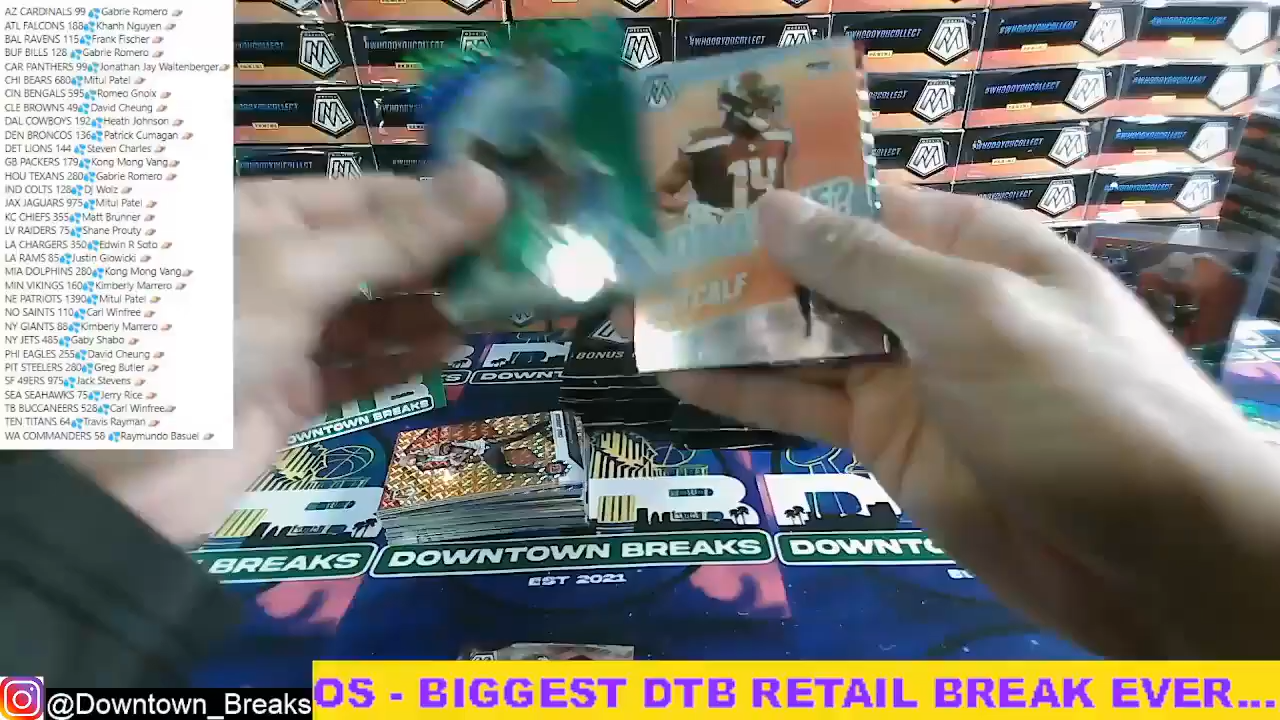 AZ CARDINALS 99 💦Gabrie Romero
ATL FALCONS 188💦Khanh Nguyen
BAL RAVENS 115💦Frank Fischer
BUF BILLS 128 💦Gabrie Romero
CAR PANTHERS 99💦Jonathan Jay Waltenberger
CHI BEARS 680💦Mitul Patel
CIN BENGALS 595💦Romeo Gnoix
CLE BROWNS 49💦David Cheung
DAL COWBOYS 192💦Heath Johnson
DEN BRONCOS 136💦Patrick Cumagan
DET LIONS 144 💦Steven Charles
GB PACKERS 179💦Kong Mong Vang
HOU TEXANS 280💦Gabrie Romero
IND COLTS 128💦DJ Wolz
JAX JAGUARS 975💦Mitul Patel
KC CHIEFS 355💦Matt Brunner
LV RAIDERS 75💦Shane Prouty
LA CHARGERS 350💦Edwin R Soto
LA RAMS 85💦Justin Glowicki
MIA DOLPHINS 280💦Kong Mong Vang
MIN VIKINGS 160💦Kimberly Marrero
NE PATRIOTS 1390💦Mitul Patel
NO SAINTS 110💦Carl Winfree
NY GIANTS 88💦Kimberly Marrero
NY JETS 485💦Gaby Shabo
PHI EAGLES 255💦David Cheung
PIT STEELERS 280💦Greg Butler
SF 49ERS 975💦Jack Stevens
SEA SEAHAWKS 75💦Jerry Rice
TB BUCCANEERS 528💦Carl Winfree
TEN TITANS 64💦Travis Rayman
WA COMMANDERS 58 💦Raymundo Basuel
#WHODOYOUCOLLECT
#WHODOYOUCOLLECT
#WHODOYOUCOLLECT
#WHODOYOUCOLLECT
PANINI
14
BONUS
DOWNTOWN BREAKS
DOWNTOWN BREAKS
EST 2021
BREAKS
@Downtown_Breaks
OS - BIGGEST DTB RETAIL BREAK EVER...